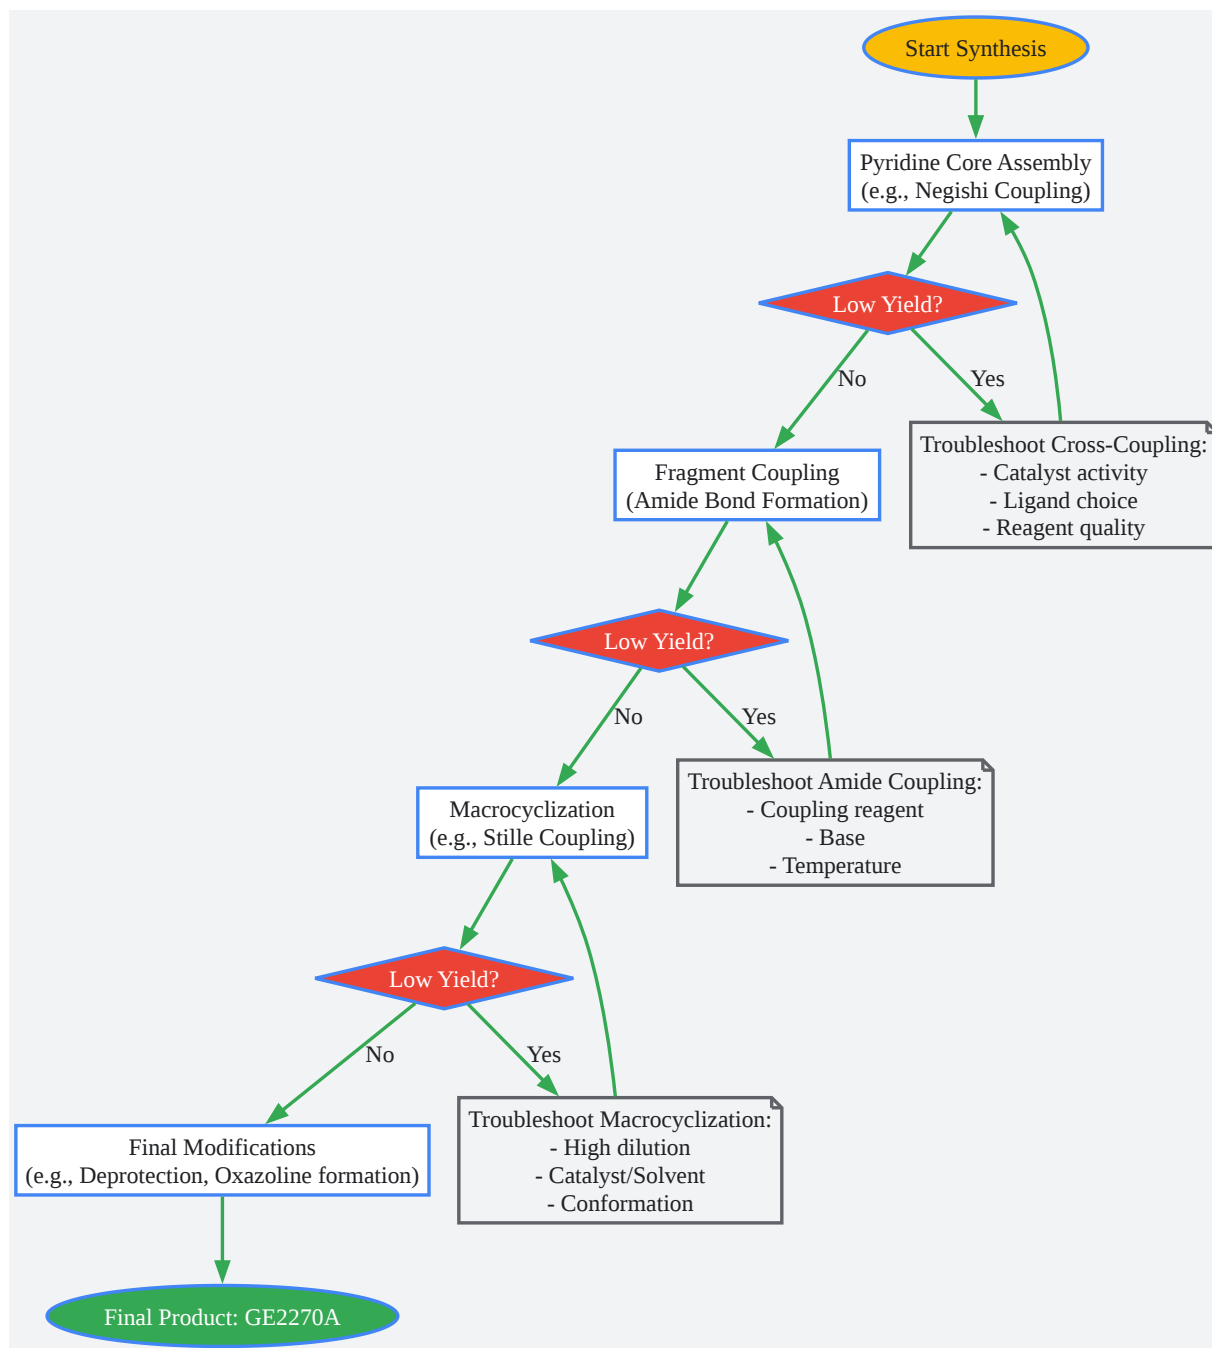 Start Synthesis
Pyridine Core Assembly
(e.g., Negishi Coupling)
Low Yield?
No
Yes
Troubleshoot Cross-Coupling:
- Catalyst activity
- Ligand choice
- Reagent quality
Fragment Coupling
(Amide Bond Formation)
Low Yield?
No
Yes
Troubleshoot Amide Coupling:
- Coupling reagent
- Base
- Temperature
Macrocyclization
(e.g., Stille Coupling)
Low Yield?
No
Yes
Troubleshoot Macrocyclization:
- High dilution
- Catalyst/Solvent
- Conformation
Final Modifications
(e.g., Deprotection, Oxazoline formation)
Final Product: GE2270A